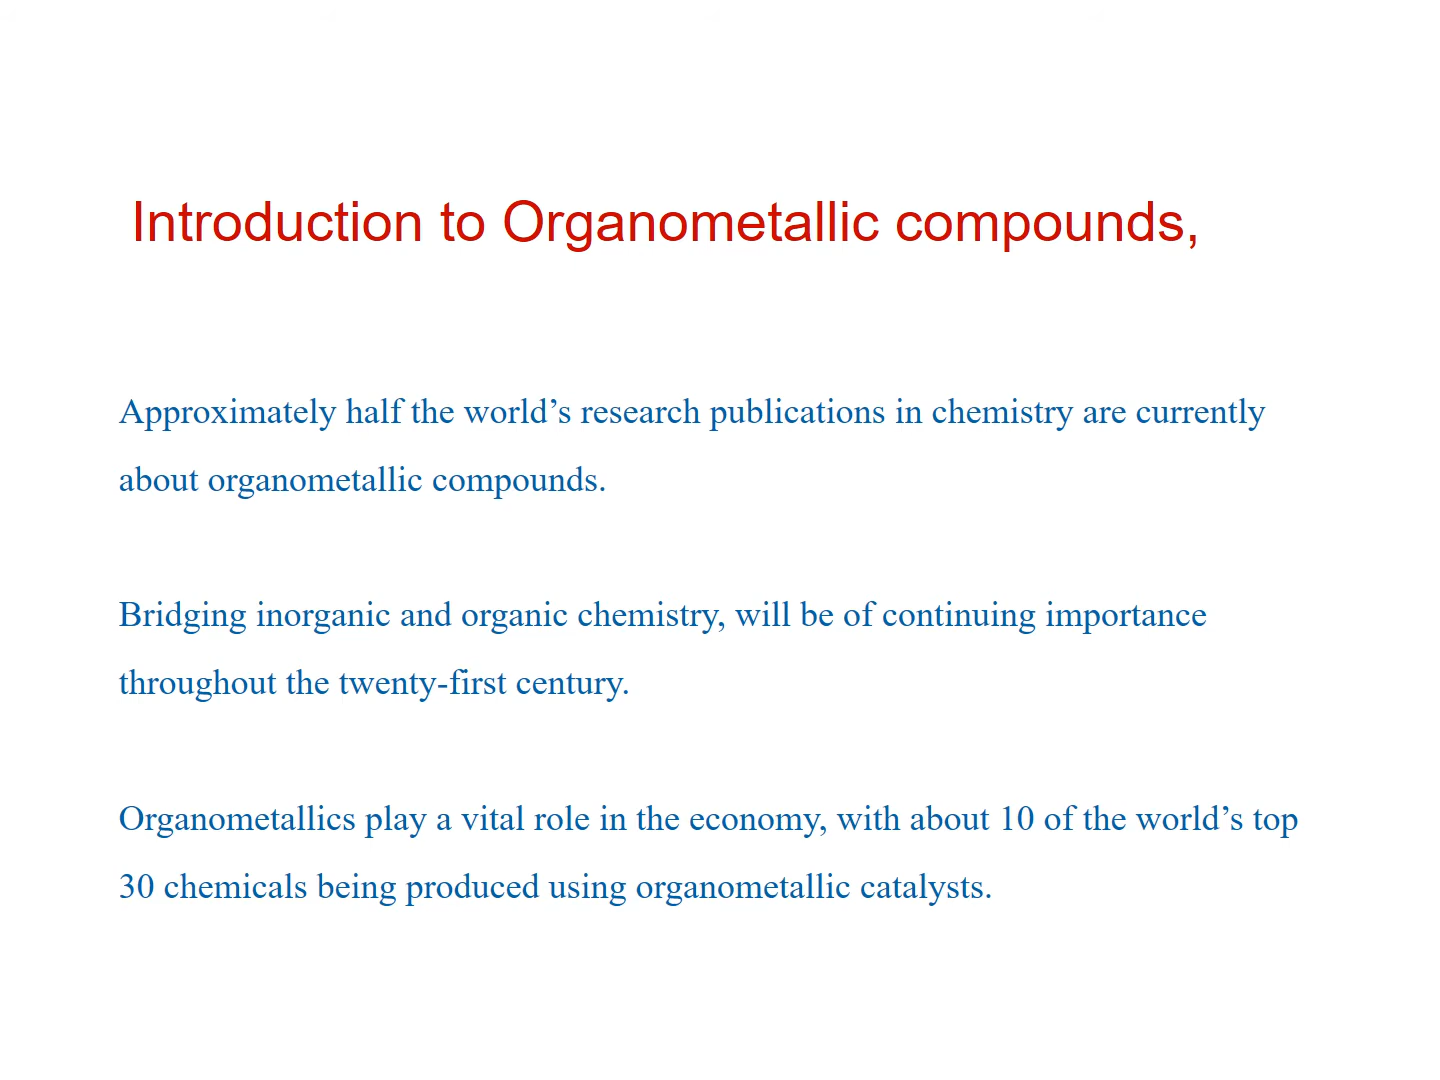 Introduction to Organometallic compounds,
Approximately half the world’s research publications in chemistry are currently
about organometallic compounds.
Bridging inorganic and organic chemistry, will be of continuing importance
throughout the twenty-first century.
Organometallics play a vital role in the economy, with about 10 of the world’s top
30 chemicals being produced using organometallic catalysts.